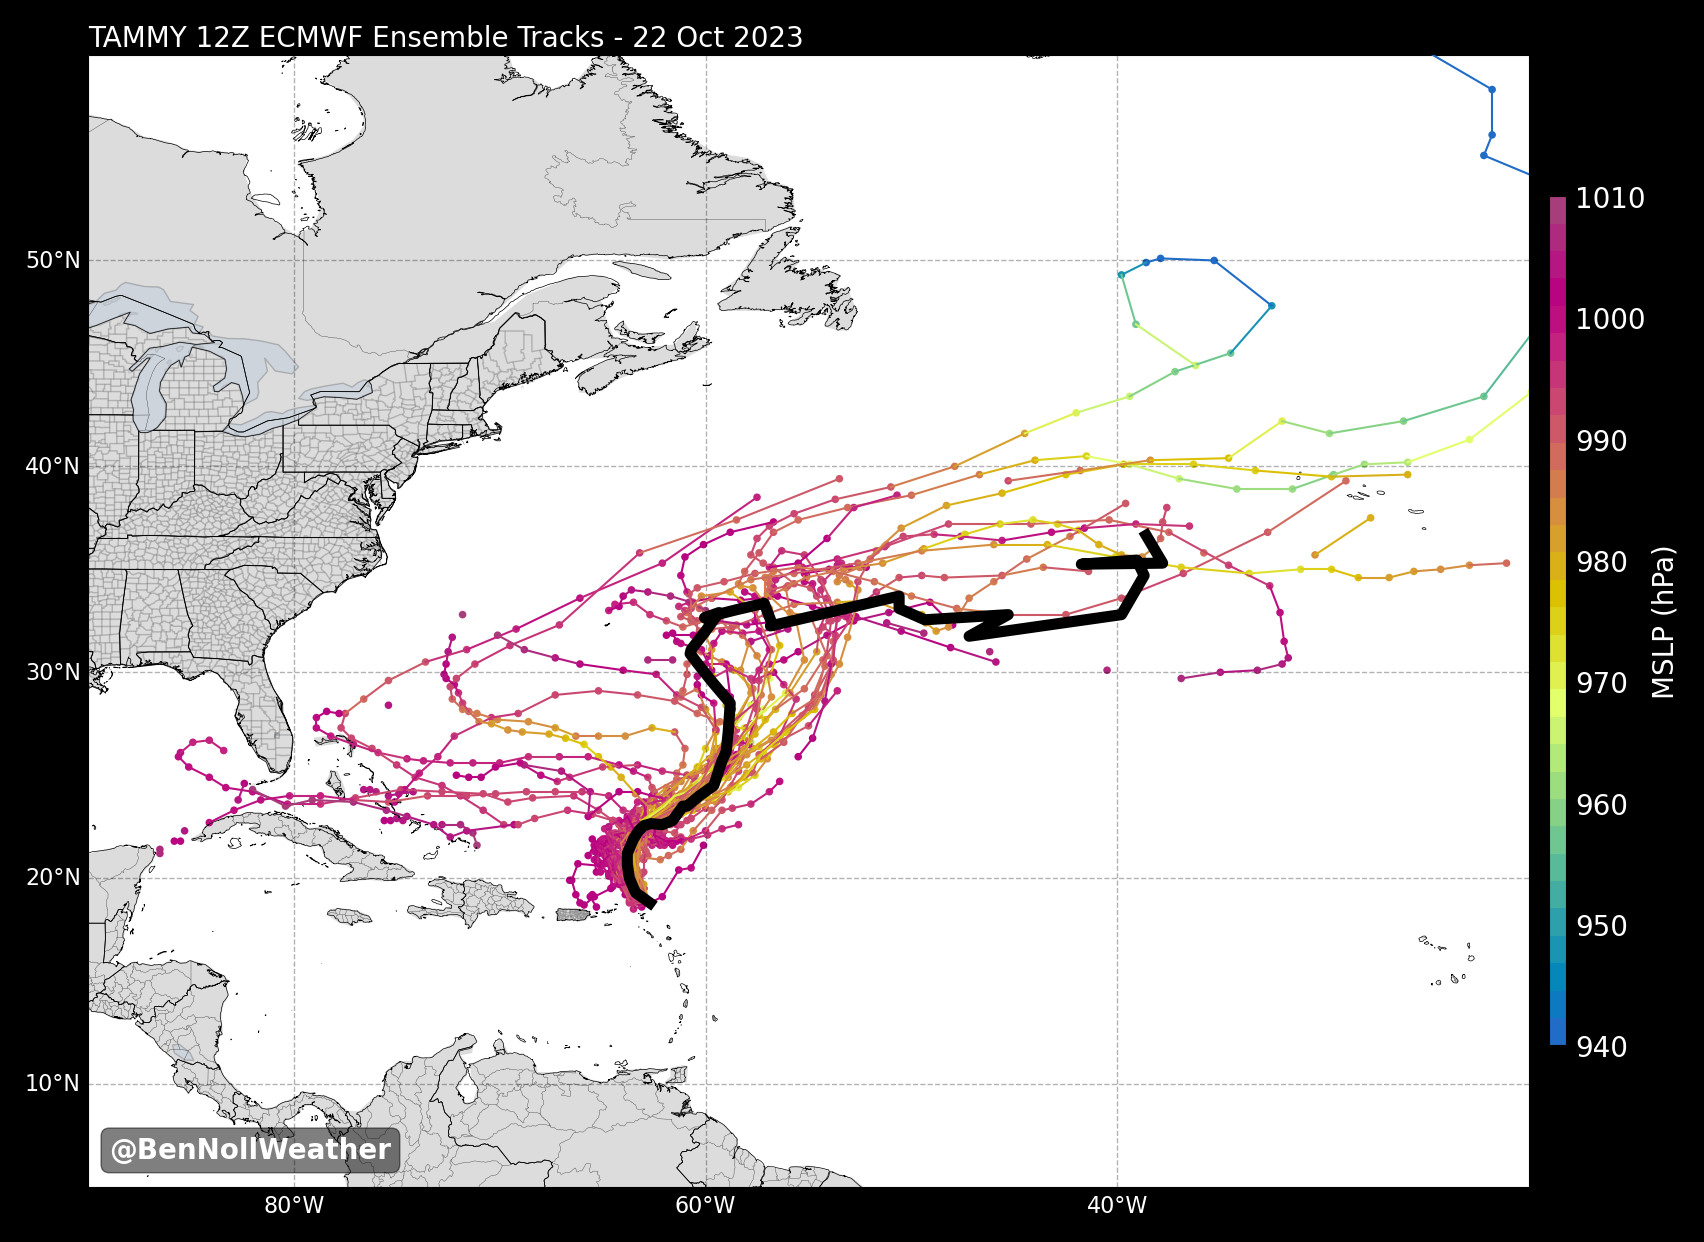 TAMMY 12Z ECMWF Ensemble Tracks - 22 Oct 2023
50°N
40°N
30°N
20°N
10°N
80°W
60°W
40°W
1010
1000
990
980
970
960
950
940
MSLP (hPa)
@BenNollWeather